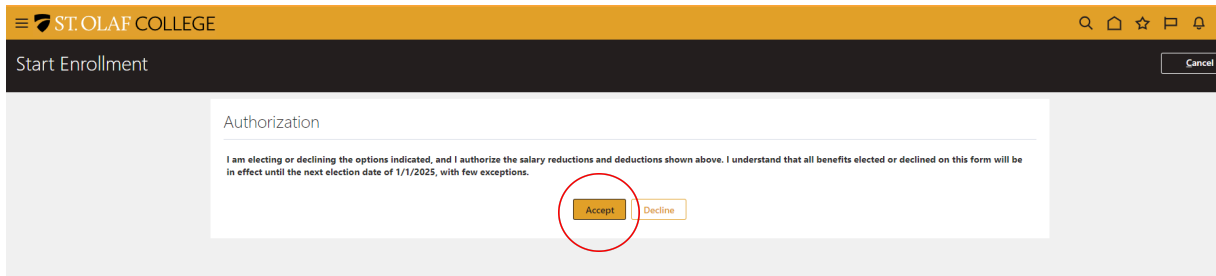 ST. OLAF COLLEGE
Start Enrollment
Cancel
Authorization
I am electing or declining the options indicated, and I authorize the salary reductions and deductions shown above. I understand that all benefits elected or declined on this form will be
in effect until the next election date of 1/1/2025, with few exceptions.
Accept
Decline